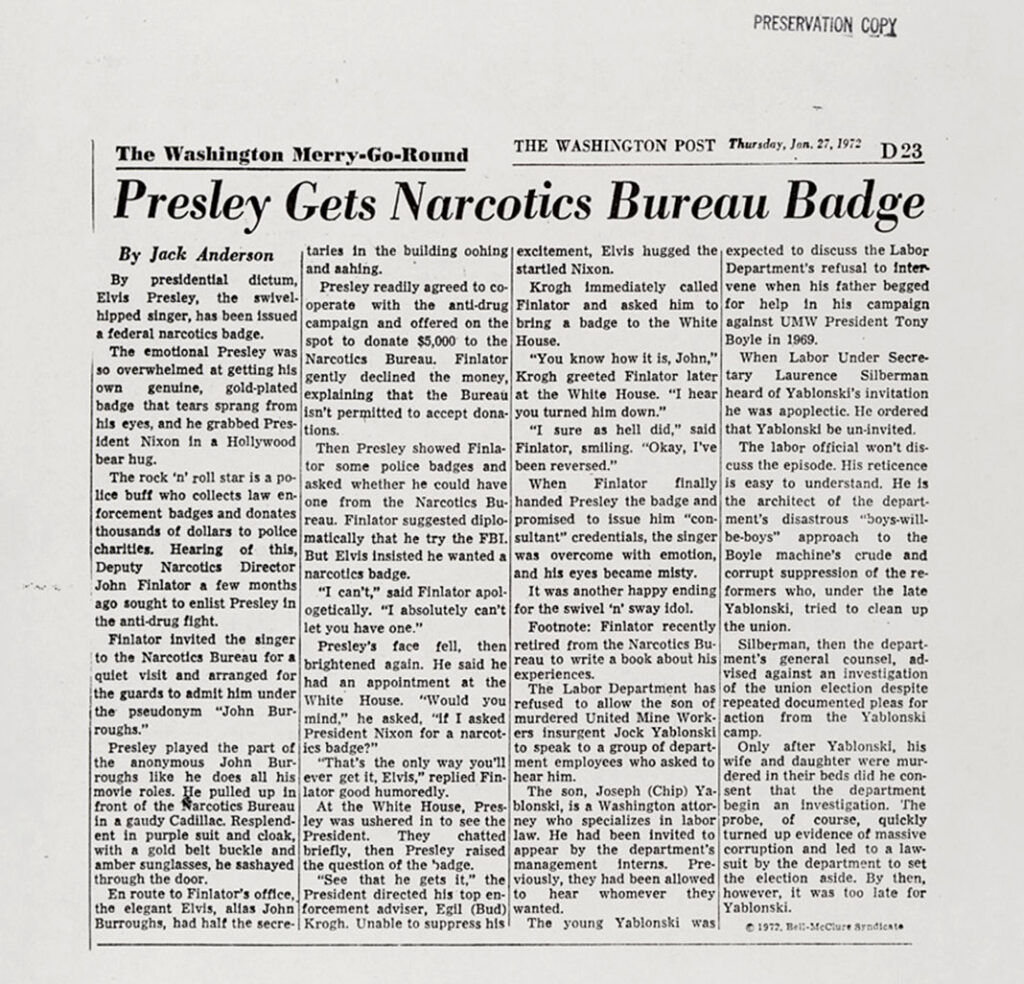 PRESERVATION COPY
The Washington Merry-Go-Round
THE WASHINGTON POST Thursday, Jan. 27, 1972 D 23
Presley Gets Narcotics Bureau Badge
By Jack Anderson
By presidential dictum,
Elvis Presley, the swivel-
hipped singer, has been issued
a federal narcotics badge.
The emotional Presley was
so overwhelmed at getting his
own genuine, gold-plated
badge that tears sprang from
his eyes, and he grabbed Pres-
ident Nixon in a Hollywood
bear hug.
The rock 'n' roll star is a po-
lice buff who collects law en-
forcement badges and donates
thousands of dollars to police
charities. Hearing of this,
Deputy Narcotics Director
John Finlator a few months
ago sought to enlist Presley in
the anti-drug fight.
Finlator invited the singer
to the Narcotics Bureau for a
quiet visit and arranged for
the guards to admit him under
the pseudonym "John Bur-
roughs."
Presley played the part of
the anonymous John Bur-
roughs like he does all his
movie roles. He pulled up in
front of the Narcotics Bureau
in a gaudy Cadillac. Resplend-
ent in purple suit and cloak,
with a gold belt buckle and
amber sunglasses, he sashayed
through the door.
En route to Finlator's office,
the elegant Elvis, alias John
Burroughs, had half the secre-
taries in the building oohing
and aahing.
Presley readily agreed to co-
operate with the anti-drug
campaign and offered on the
spot to donate $5,000 to the
Narcotics Bureau. Finlator
gently declined the money,
explaining that the Bureau
isn't permitted to accept dona-
tions.
Then Presley showed Finla-
tor some police badges and
asked whether he could have
one from the Narcotics Bu-
reau. Finlator suggested diplo-
matically that he try the FBI.
But Elvis insisted he wanted a
narcotics badge.
"I can't," said Finlator apol-
ogetically. "I absolutely can't
let you have one."
Presley's face fell, then
brightened again. He said he
had an appointment at the
White House. "Would you
mind," he asked, "if I asked
President Nixon for a narcot-
ics badge?"
"That's the only way you'll
ever get it, Elvis," replied Fin-
lator good humoredly.
At the White House, Pres-
ley was ushered in to see the
President. They chatted
briefly, then Presley raised
the question of the badge.
"See that he gets it," the
President directed his top en-
forcement adviser, Egil (Bud)
Krogh. Unable to suppress his
excitement, Elvis hugged the
startled Nixon.
Krogh immediately called
Finlator and asked him to
bring a badge to the White
House.
"You know how it is, John,"
Krogh greeted Finlator later
at the White House. "I hear
you turned him down."
"I sure as hell did," said
Finlator, smiling. "Okay, I've
been reversed."
When Finlator finally
handed Presley the badge and
promised to issue him "con-
sultant" credentials, the singer
was overcome with emotion,
and his eyes became misty.
It was another happy ending
for the swivel 'n' sway idol.
Footnote: Finlator recently
retired from the Narcotics Bu-
reau to write a book about his
experiences.
The Labor Department has
refused to allow the son of
murdered United Mine Work-
ers insurgent Jock Yablonski
to speak to a group of depart-
ment employees who asked to
hear him.
The son, Joseph (Chip) Ya-
blonski, is a Washington attor-
ney who specializes in labor
law. He had been invited to
appear by the department's
management interns. Pre-
viously, they had been allowed
to hear whomever they
wanted.
The young Yablonski was
expected to discuss the Labor
Department's refusal to inter-
vene when his father begged
for help in his campaign
against UMW President Tony
Boyle in 1969.
When Labor Under Secre-
tary Laurence Silberman
heard of Yablonski's invitation
he was apoplectic. He ordered
that Yablonski be un-invited.
The labor official won't dis-
cuss the episode. His reticence
is easy to understand. He is
the architect of the depart-
ment's disastrous "boys-will-
be-boys" approach to the
Boyle machine's crude and
corrupt suppression of the re-
formers who, under the late
Yablonski, tried to clean up
the union.
Silberman, then the depart-
ment's general counsel, ad-
vised against an investigation
of the union election despite
repeated documented pleas for
action from the Yablonski
camp.
Only after Yablonski, his
wife and daughter were mur-
dered in their beds did he con-
sent that the department
begin an investigation. The
probe, of course, quickly
turned up evidence of massive
corruption and led to a law-
suit by the department to set
the election aside. By then,
however, it was too late for
Yablonski.
© 1972, Bell-McClure Syndicate